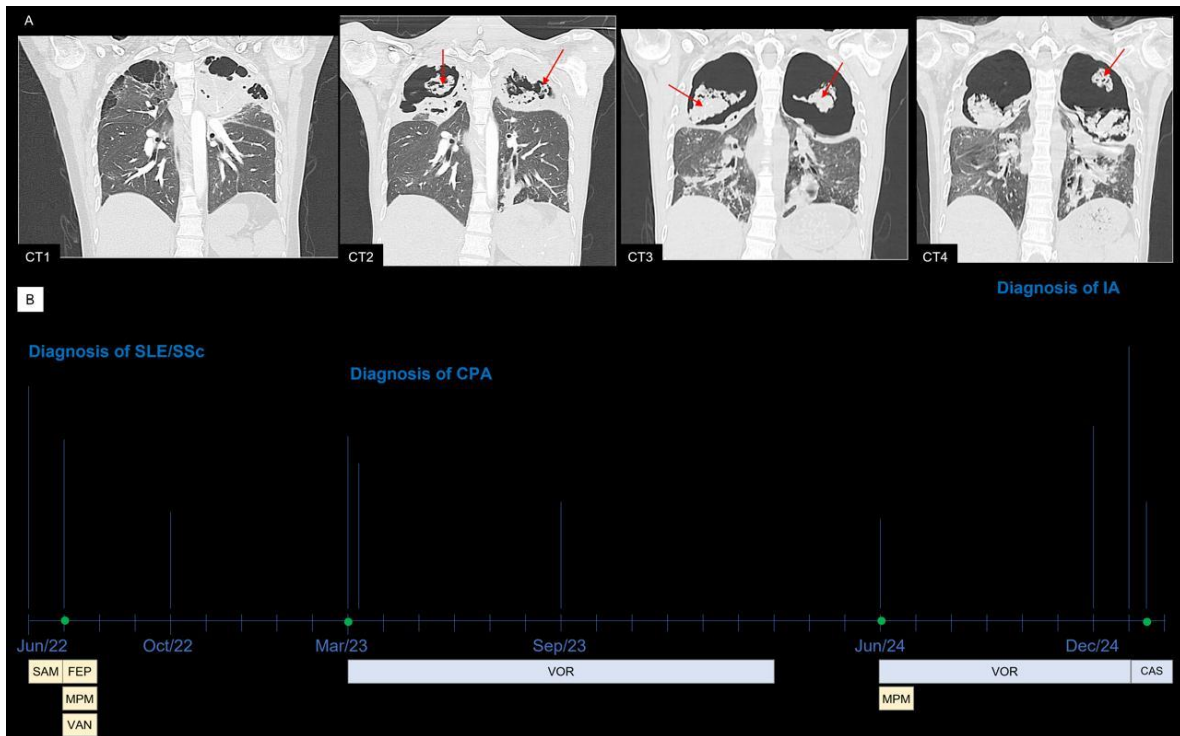 A
CT1
CT2
CT3
CT4
B
Diagnosis of IA
Diagnosis of SLE/SSc
Diagnosis of CPA
Jun/22
Oct/22
Mar/23
Sep/23
Jun/24
Dec/24
SAM
FEP
VOR
VOR
CAS
MPM
MPM
VAN